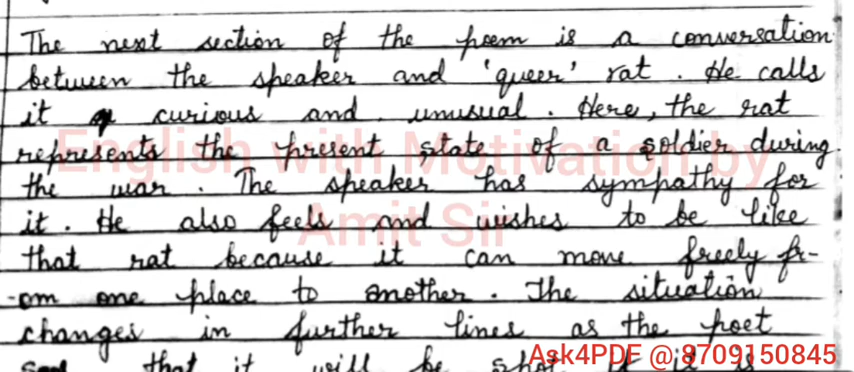 The next section of the poem is a conversation
between the speaker and 'queer' rat. He calls
it a curious and unusual. Here, the rat
represents the present state of a soldier during
the war. The speaker has sympathy for
it. He also feels and wishes to be like
that rat because it can move freely fr-
-om one place to another. The situation
changes in further lines as the poet
that it will be shot if it is
English with Motivation by
Amit Sir
Ask4PDF @ 8709150845